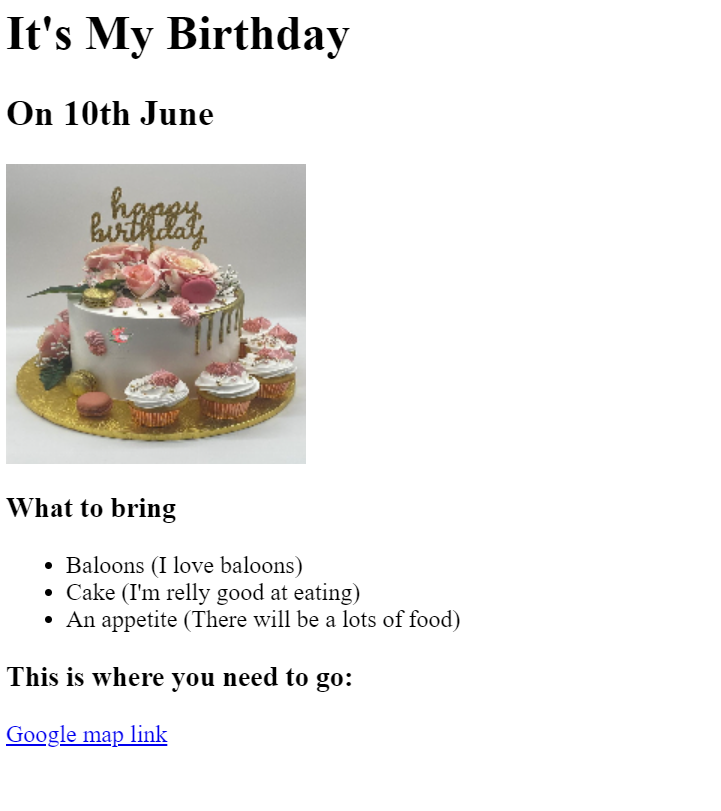 It's My Birthday
On 10th June
happy
birthday
What to bring
• Baloons (I love baloons)
• Cake (I'm relly good at eating)
• An appetite (There will be a lots of food)
This is where you need to go:
Google map link